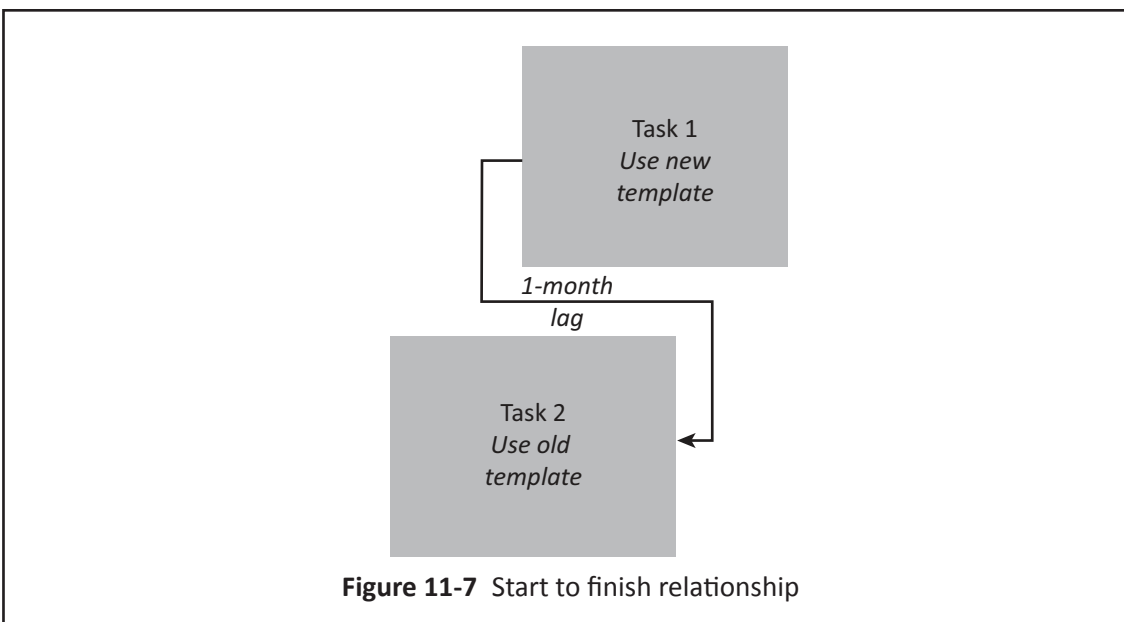 Task 1
Use new
template
1-month
lag
Task 2
Use old
template
Figure 11-7 Start to finish relationship